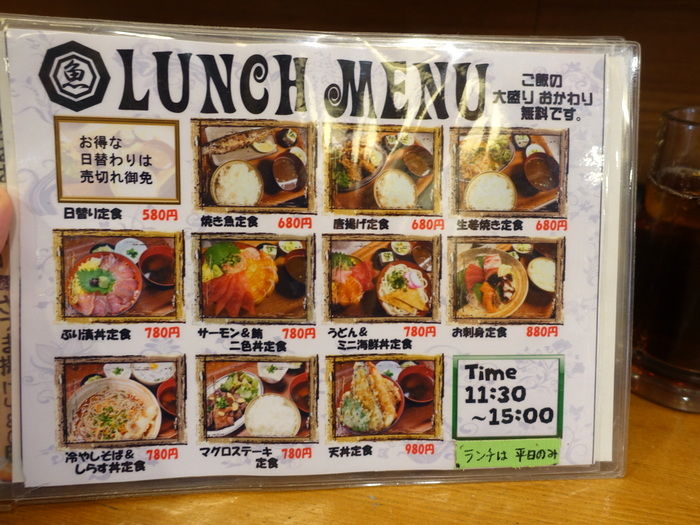 魚 LUNCH MENU
ご飯の
大盛り おかわり
無料です。
お得な
日替わりは
売切れ御免
日替り定食 580円
焼き魚定食 680円
唐揚げ定食 680円
生姜焼き定食 680円
ぶり漬丼定食 780円
サーモン&鮪
二色丼定食 780円
うどん&
ミニ海鮮丼定食 780円
お刺身定食 880円
冷やしそば&
しらす丼定食 780円
マグロステーキ
定食 780円
天丼定食 980円
Time
11:30
~15:00
ランチは 平日のみ